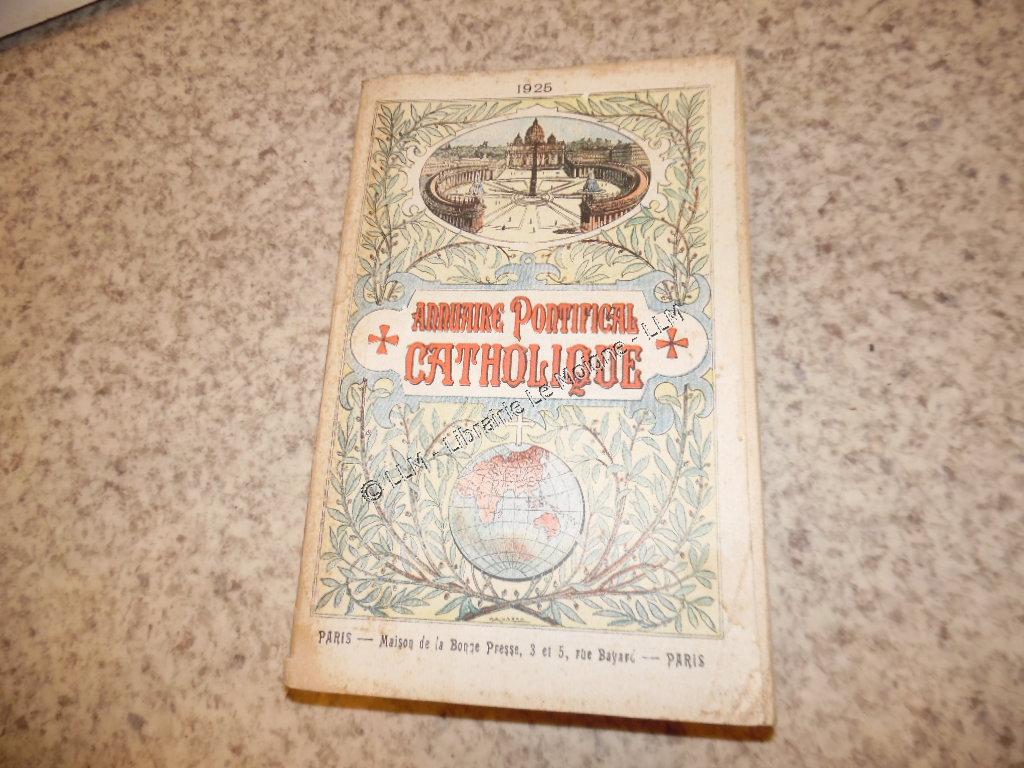 1925
ANNUAIRE PONTIFICAL
CATHOLIQUE
© LLM - Librairie Le Moigne - LLM
PARIS — Maison de la Bonne Presse, 3 et 5, rue Bayard — PARIS